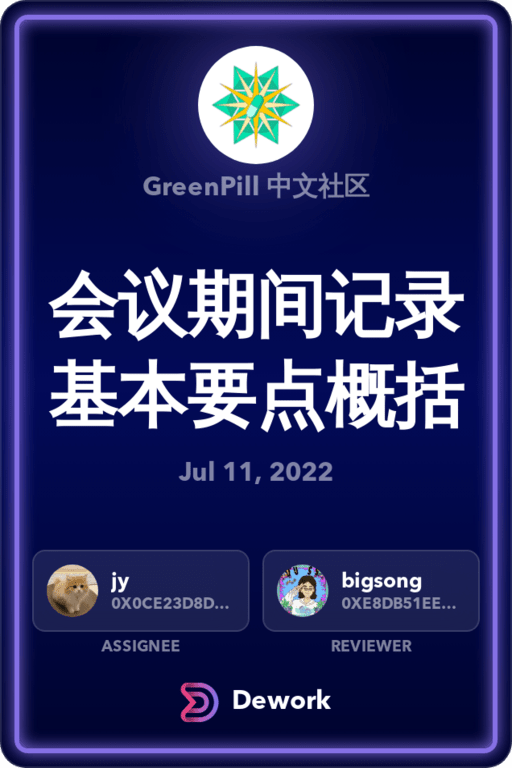 GreenPill 中文社区
会议期间记录
基本要点概括
Jul 11, 2022
jy
0X0CE23D8D...
ASSIGNEE
bigsong
0XE8DB51EE...
REVIEWER
Dework